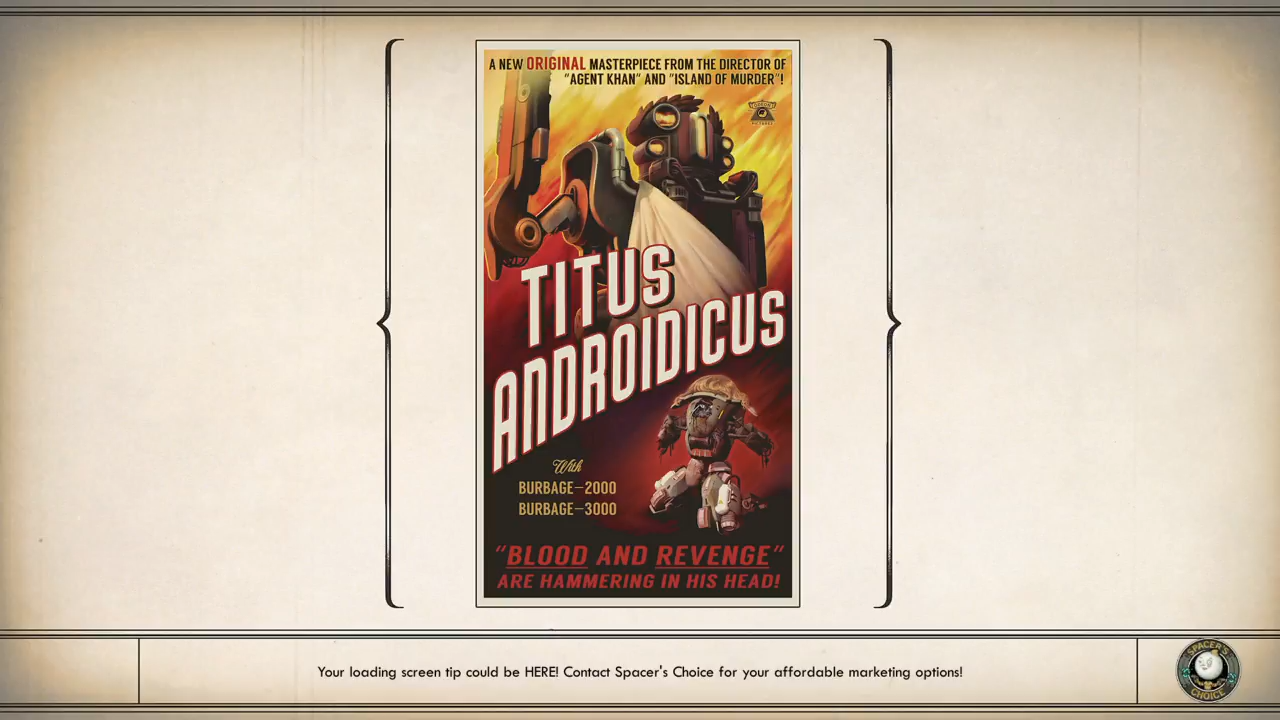 A NEW ORIGINAL MASTERPIECE FROM THE DIRECTOR OF
"AGENT KHAN" AND "ISLAND OF MURDER"!
ODEON
PICTURES
TITUS
ANDROIDICUS
With
BURBAGE-2000
BURBAGE-3000
"BLOOD AND REVENGE"
ARE HAMMERING IN HIS HEAD!
Your loading screen tip could be HERE! Contact Spacer's Choice for your affordable marketing options!
SPACER'S
CHOICE